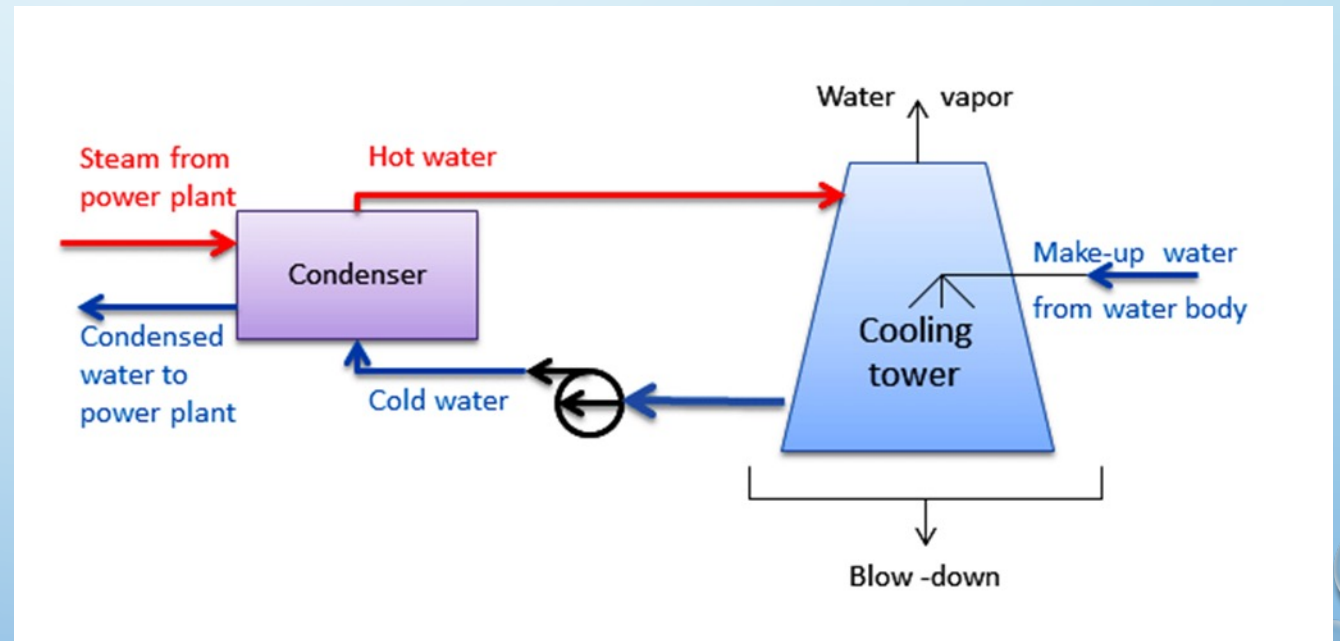 Water vapor
Steam from
power plant
Hot water
Condenser
Make-up water
from water body
Cooling
tower
Condensed
water to
power plant
Cold water
Blow -down